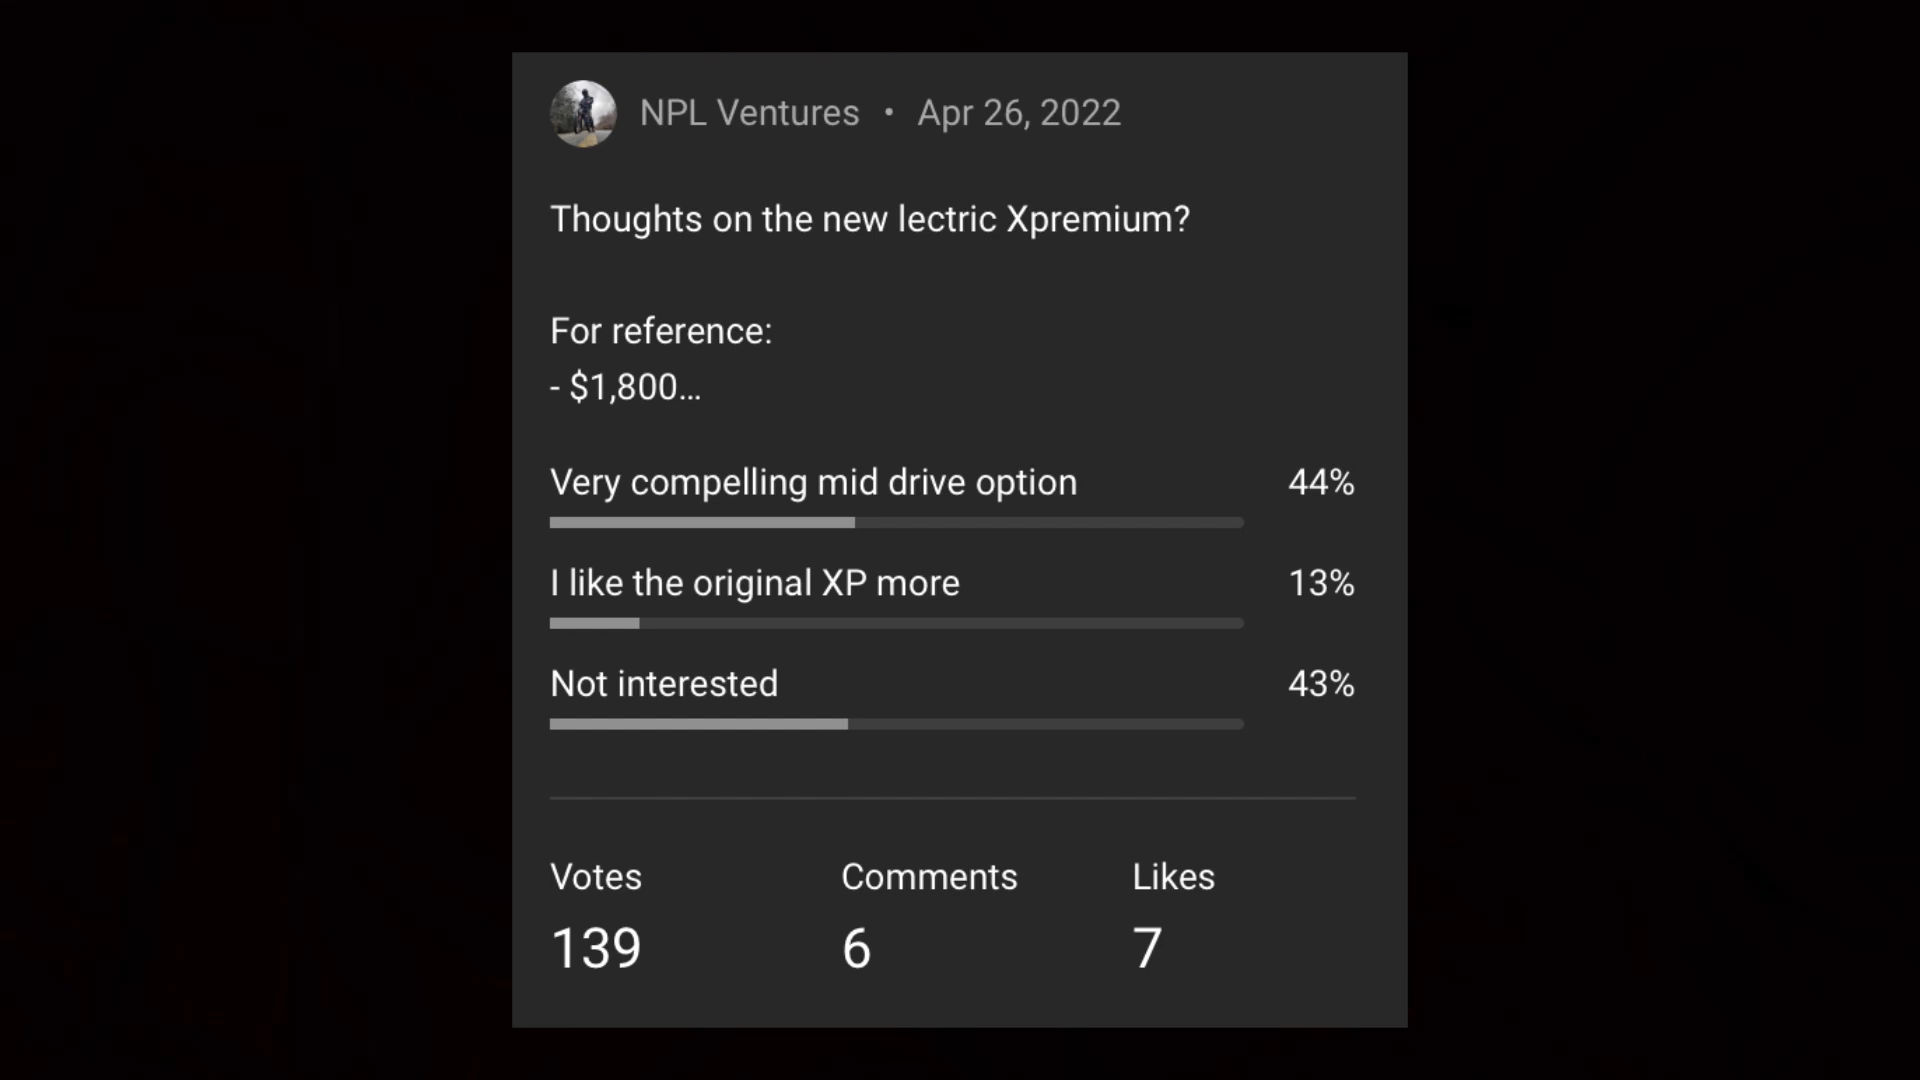 NPL Ventures • Apr 26, 2022
Thoughts on the new lectric Xpremium?
For reference:
- $1,800...
Very compelling mid drive option 44%
I like the original XP more 13%
Not interested 43%
Votes Comments Likes
139 6 7